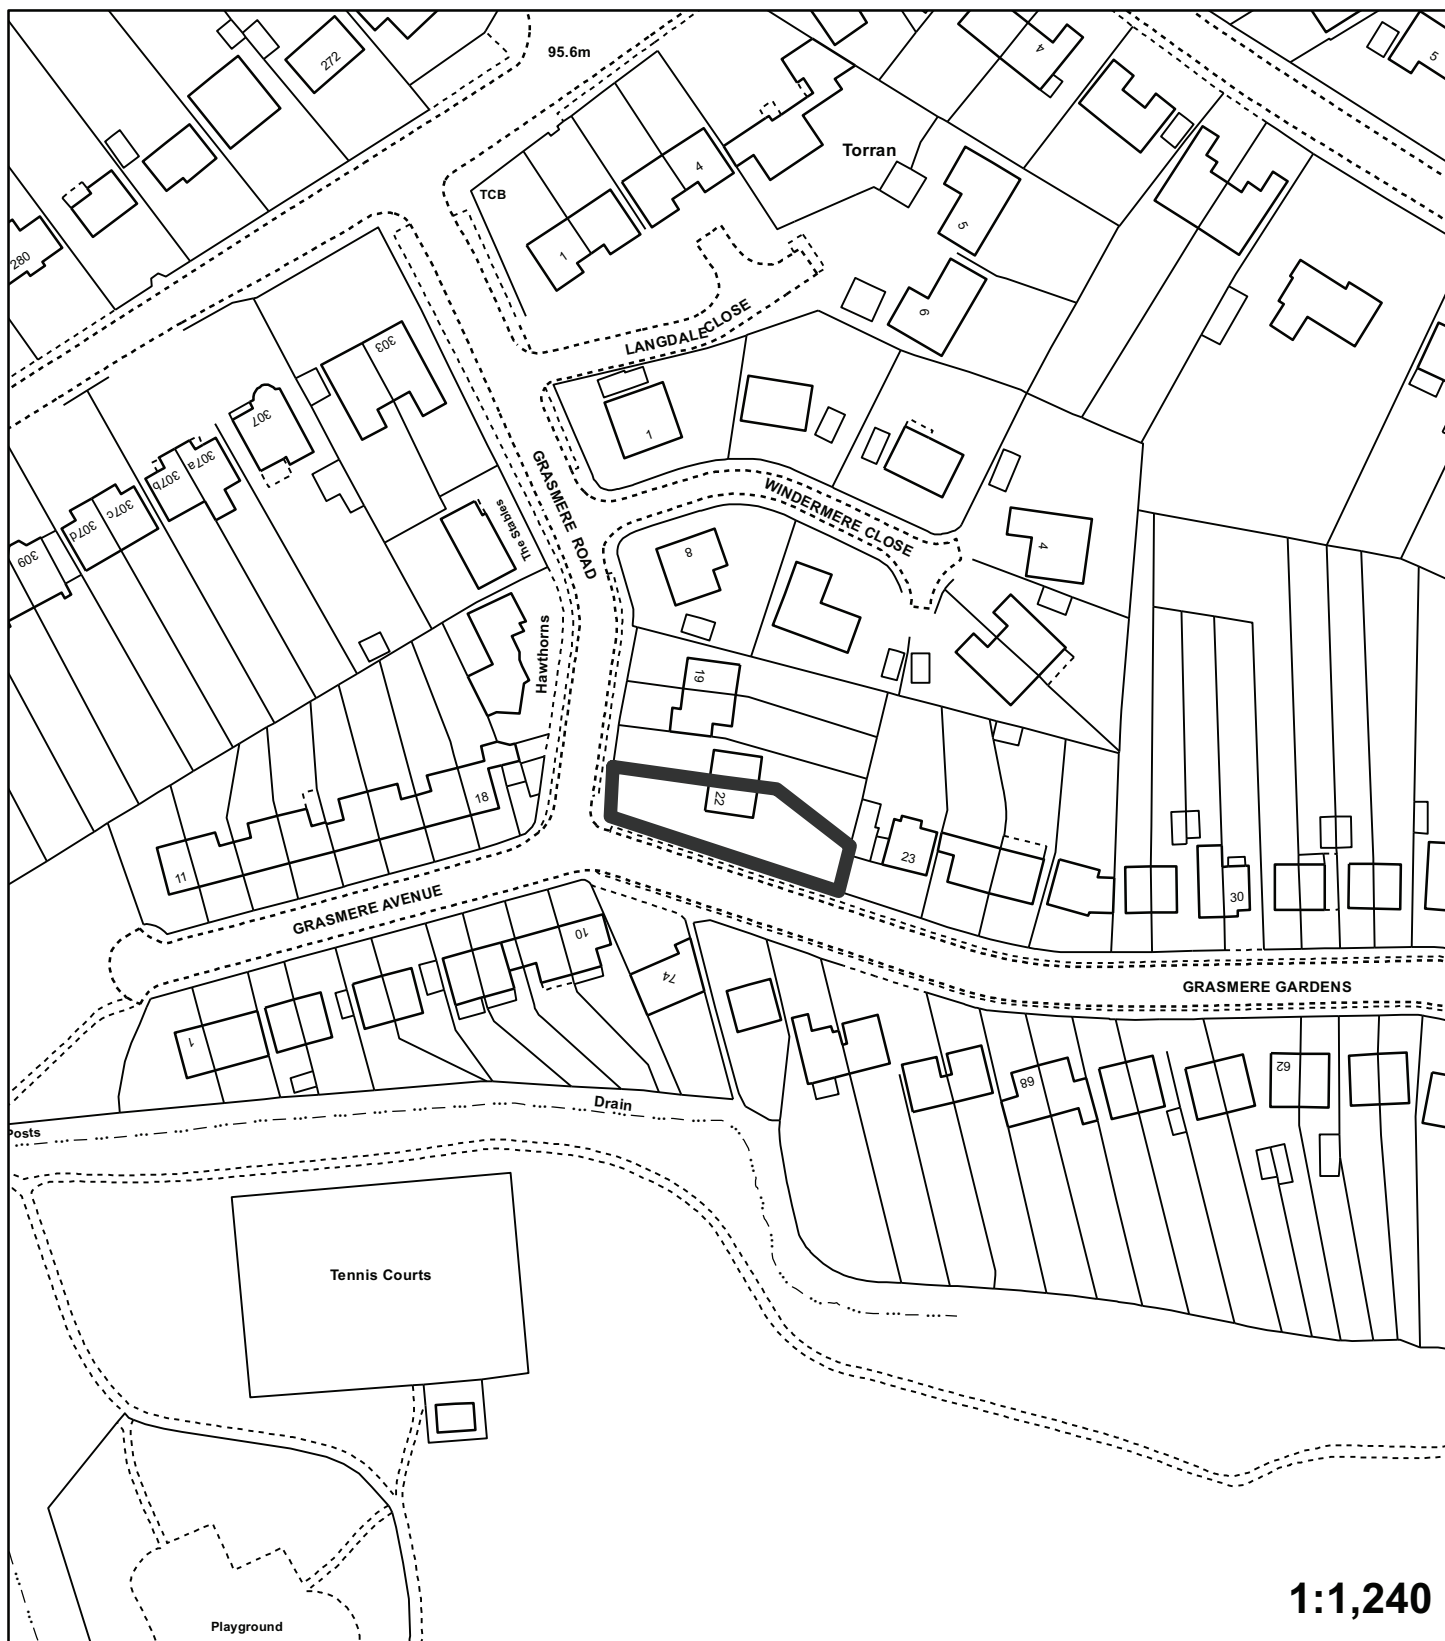 272
95.6m
4
5
TCB
4
Torran
280
1
5
6
LANGDALE CLOSE
303
307
1
307a
307b
307c
307d
309
GRASMERE ROAD
The Stables
WINDERMERE CLOSE
8
4
Hawthorns
19
22
18
11
23
30
GRASMERE AVENUE
10
74
GRASMERE GARDENS
1
68
62
Drain
Posts
Tennis Courts
1:1,240
Playground